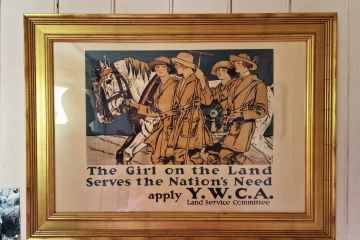 The Girl on the Land
Serves the Nation's Need
apply Y.W.C.A.
Land Service Committee